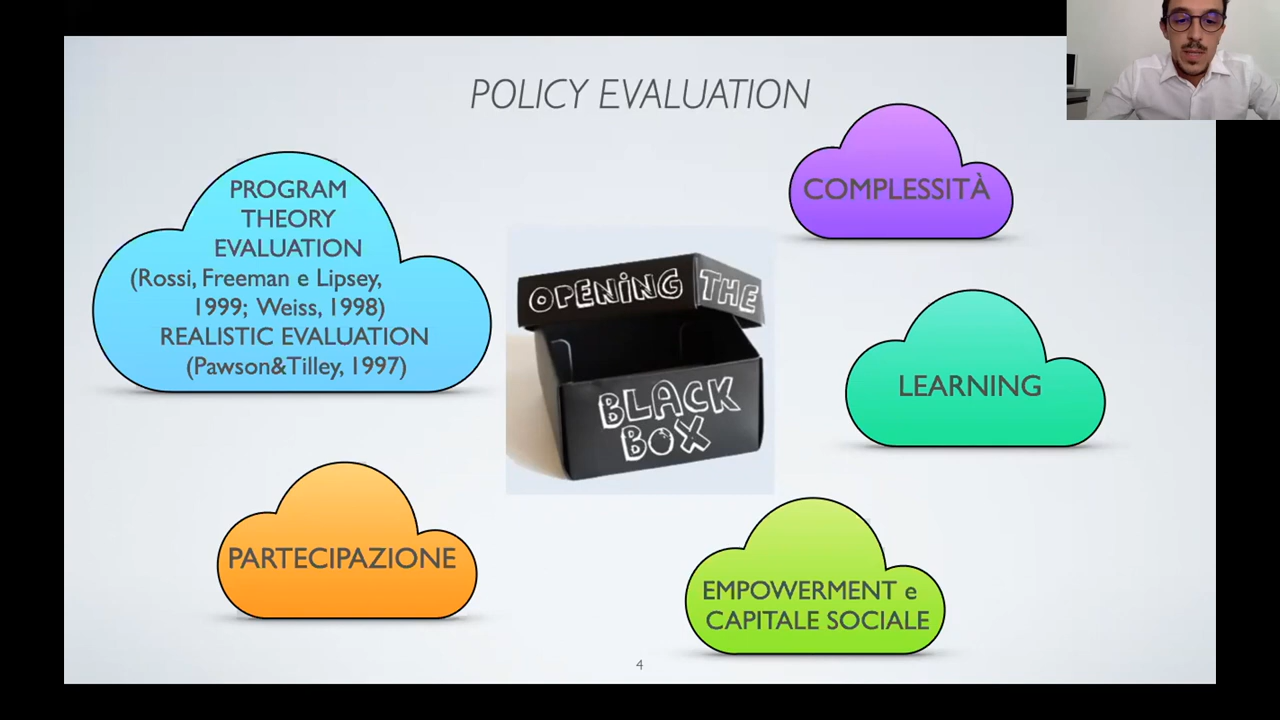 POLICY EVALUATION
PROGRAM
THEORY
EVALUATION
(Rossi, Freeman e Lipsey,
1999; Weiss, 1998)
REALISTIC EVALUATION
(Pawson&Tilley, 1997)
COMPLESSITÀ
OPENING THE
BLACK
BOX
LEARNING
PARTECIPAZIONE
EMPOWERMENT e
CAPITALE SOCIALE
4